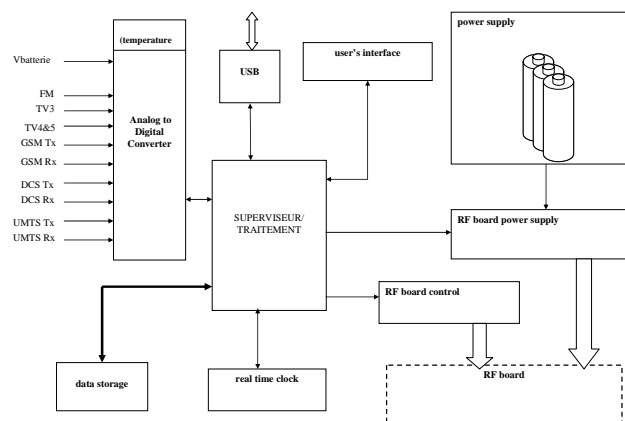 (temperature
Vbatterie
FM
TV3
TV4&5
GSM Tx
GSM Rx
DCS Tx
DCS Rx
UMTS Tx
UMTS Rx
Analog to
Digital
Converter
USB
user's interface
power supply
SUPERVISEUR/
TRAITEMENT
RF board power supply
RF board control
data storage
real time clock
RF board